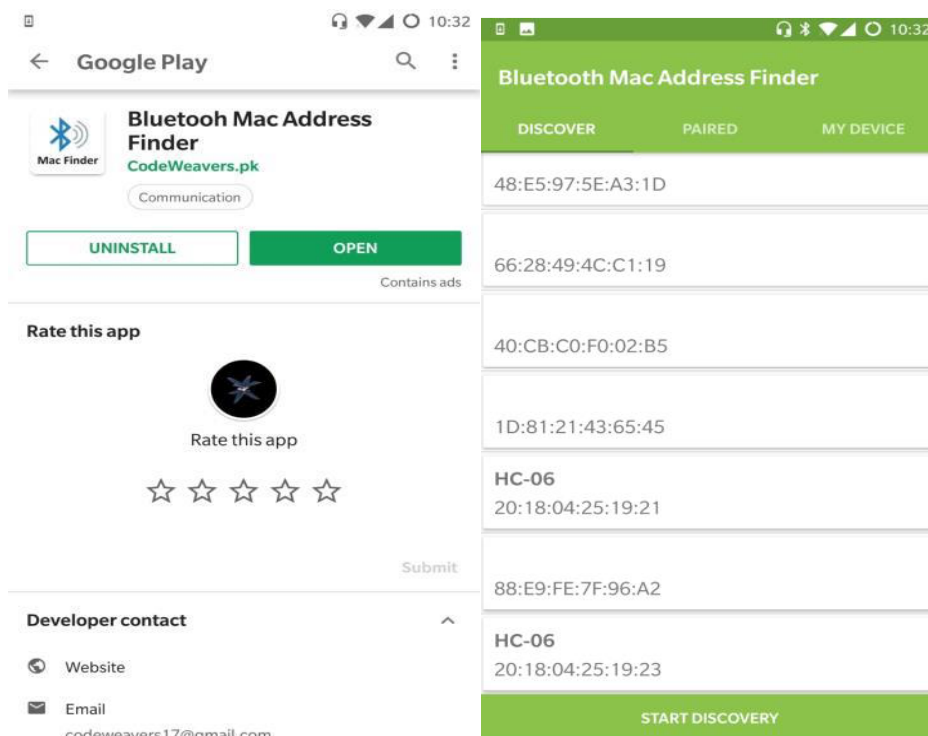 10:32
Google Play
Bluetooh Mac Address
Finder
Mac Finder
CodeWeavers.pk
Communication
UNINSTALL
OPEN
Contains ads
Rate this app
Rate this app
Submit
Developer contact
Website
Email
codeweavers17@gmail.com
10:32
Bluetooth Mac Address Finder
DISCOVER
PAIRED
MY DEVICE
48:E5:97:5E:A3:1D
66:28:49:4C:C1:19
40:CB:C0:F0:02:B5
1D:81:21:43:65:45
HC-06
20:18:04:25:19:21
88:E9:FE:7F:96:A2
HC-06
20:18:04:25:19:23
START DISCOVERY